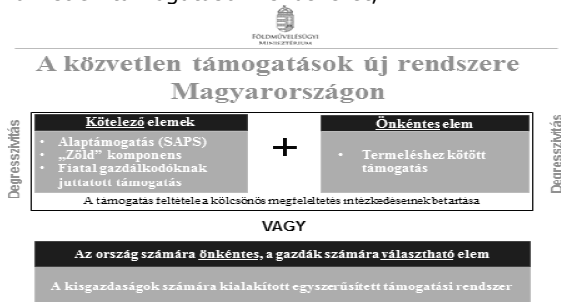 FÖLDMŰVELÉSÜGYI
MINISZTÉRIUM
A közvetlen támogatások új rendszere
Magyarországon
Degresszivitás
Kötelező elemek
• Alaptámogatás (SAPS)
• „Zöld” komponens
• Fiatal gazdálkodóknak
juttatott támogatás
+
Önkéntes elem
• Termeléshez kötött
támogatás
Degresszivitás
A támogatás feltétele a kölcsönös megfeleltetés intézkedéseinek betartása
VAGY
Az ország számára önkéntes, a gazdák számára választható elem
A kisgazdaságok számára kialakított egyszerűsített támogatási rendszer